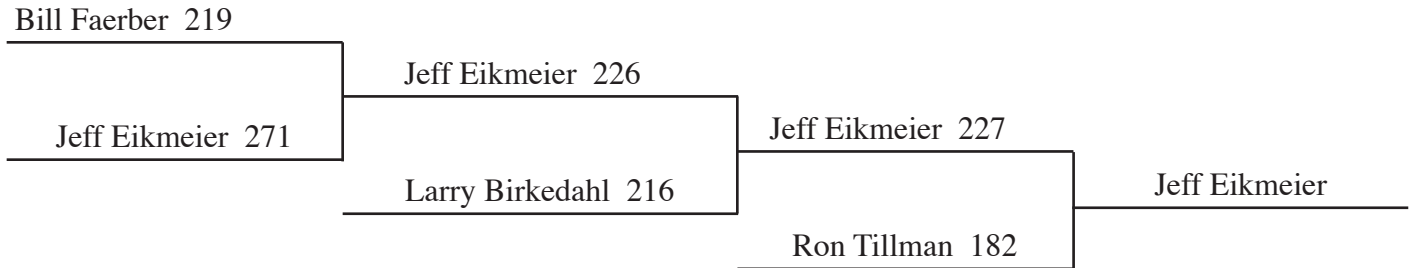 Bill Faerber 219
Jeff Eikmeier 226
Jeff Eikmeier 271
Jeff Eikmeier 227
Larry Birkedahl 216
Jeff Eikmeier
Ron Tillman 182